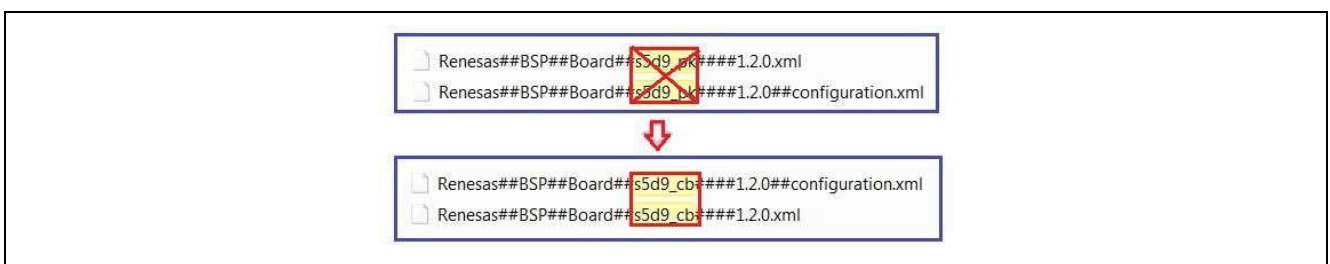 Renesas##BSP##Board##s5d9_pk####1.2.0.xml
Renesas##BSP##Board##s5d9_pk####1.2.0##configuration.xml
Renesas##BSP##Board##s5d9_cb####1.2.0##configuration.xml
Renesas##BSP##Board##s5d9_cb####1.2.0.xml